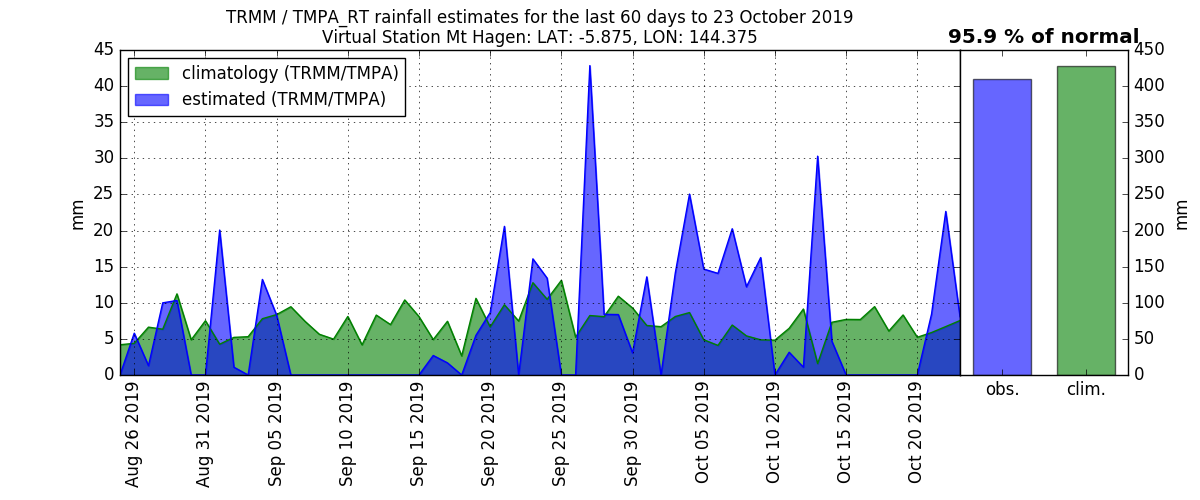 TRMM / TMPA_RT rainfall estimates for the last 60 days to 23 October 2019
Virtual Station Mt Hagen: LAT: -5.875, LON: 144.375
95.9 % of normal
climatology (TRMM/TMPA)
estimated (TRMM/TMPA)
mm
45
40
35
30
25
20
15
10
5
0
Aug 26 2019
Aug 31 2019
Sep 05 2019
Sep 10 2019
Sep 15 2019
Sep 20 2019
Sep 25 2019
Sep 30 2019
Oct 05 2019
Oct 10 2019
Oct 15 2019
Oct 20 2019
obs.
clim.
450
400
350
300
250
200
150
100
50
0
mm